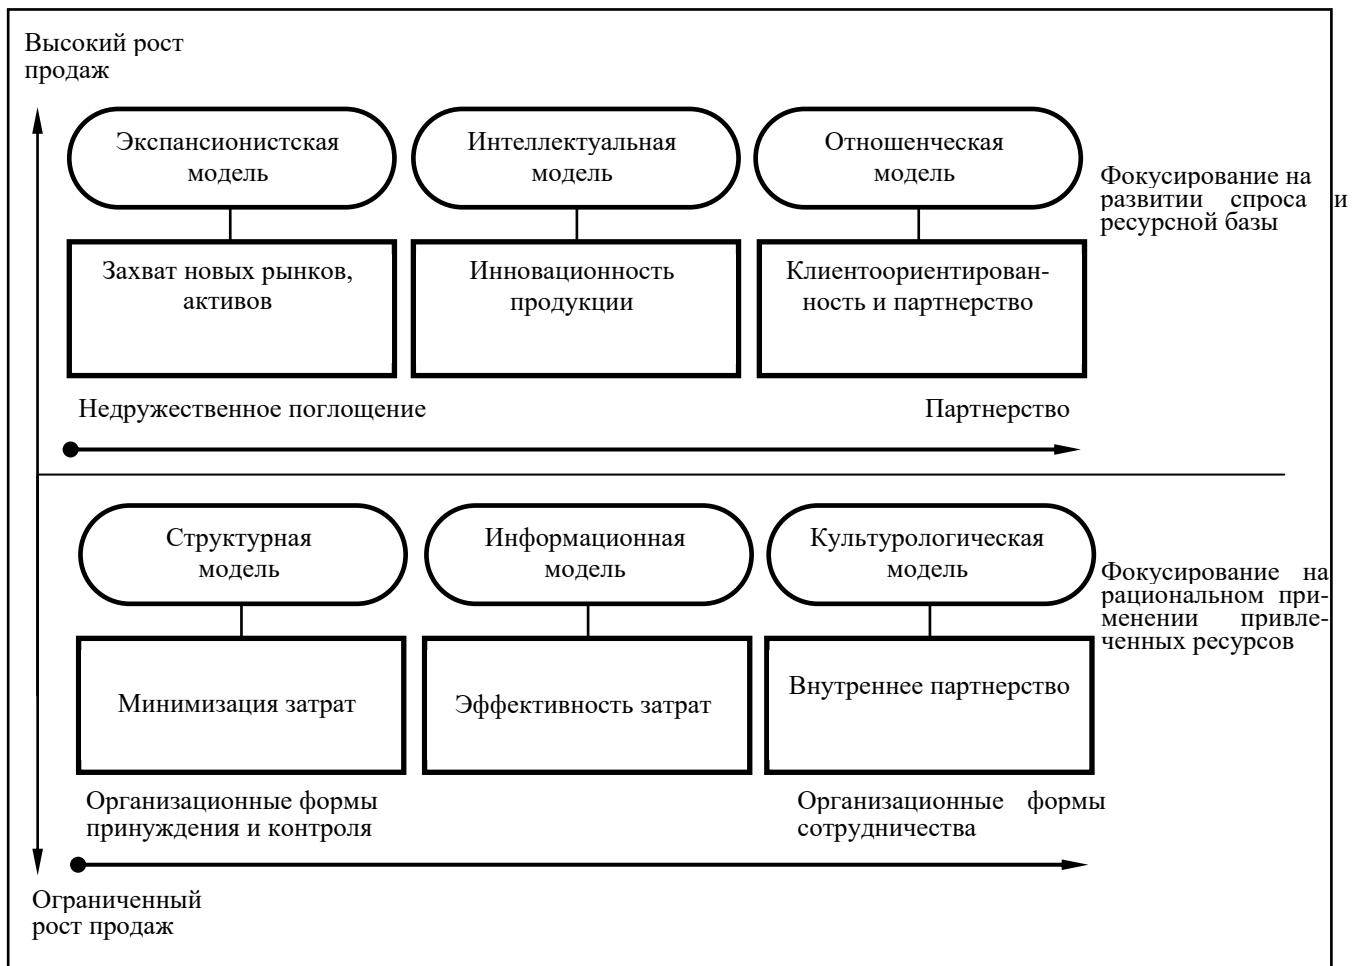 Высокий рост
продаж
Экспансионистская
модель
Интеллектуальная
модель
Отношенческая
модель
Фокусирование на
развитии спроса и
ресурсной базы
Захват новых рынков,
активов
Инновационность
продукции
Клиентоориентирован-
ность и партнерство
Недружественное поглощение
Партнерство
Структурная
модель
Информационная
модель
Культурологическая
модель
Фокусирование на
рациональном при-
менении привле-
ченных ресурсов
Минимизация затрат
Эффективность затрат
Внутреннее партнерство
Организационные формы
принуждения и контроля
Организационные формы
сотрудничества
Ограниченный
рост продаж